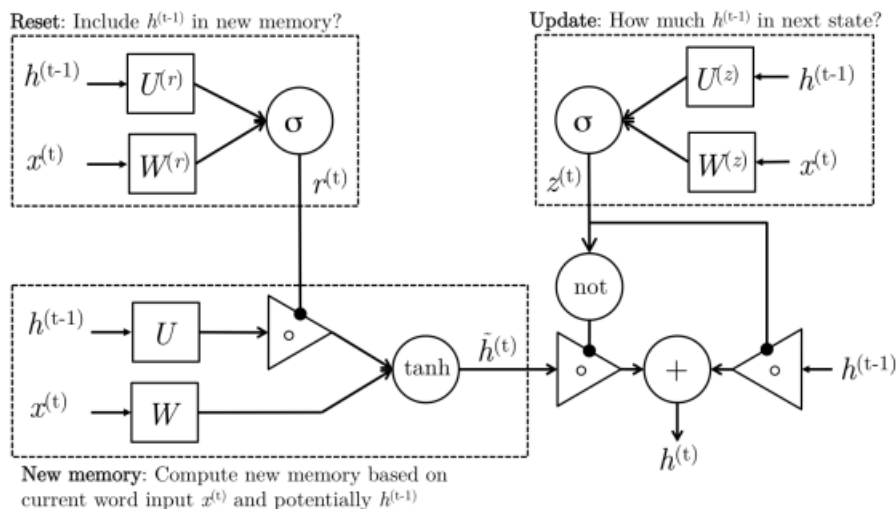 Reset: Include h^(t-1) in new memory?
Update: How much h^(t-1) in next state?
h^(t-1)
U^(r)
σ
x^(t)
W^(r)
r^(t)
σ
U^(z)
h^(t-1)
W^(z)
x^(t)
z^(t)
not
h^(t-1)
U
∘
x^(t)
W
tanh
h̃^(t)
∘
+
∘
h^(t-1)
h^(t)
New memory: Compute new memory based on
current word input x^(t) and potentially h^(t-1)